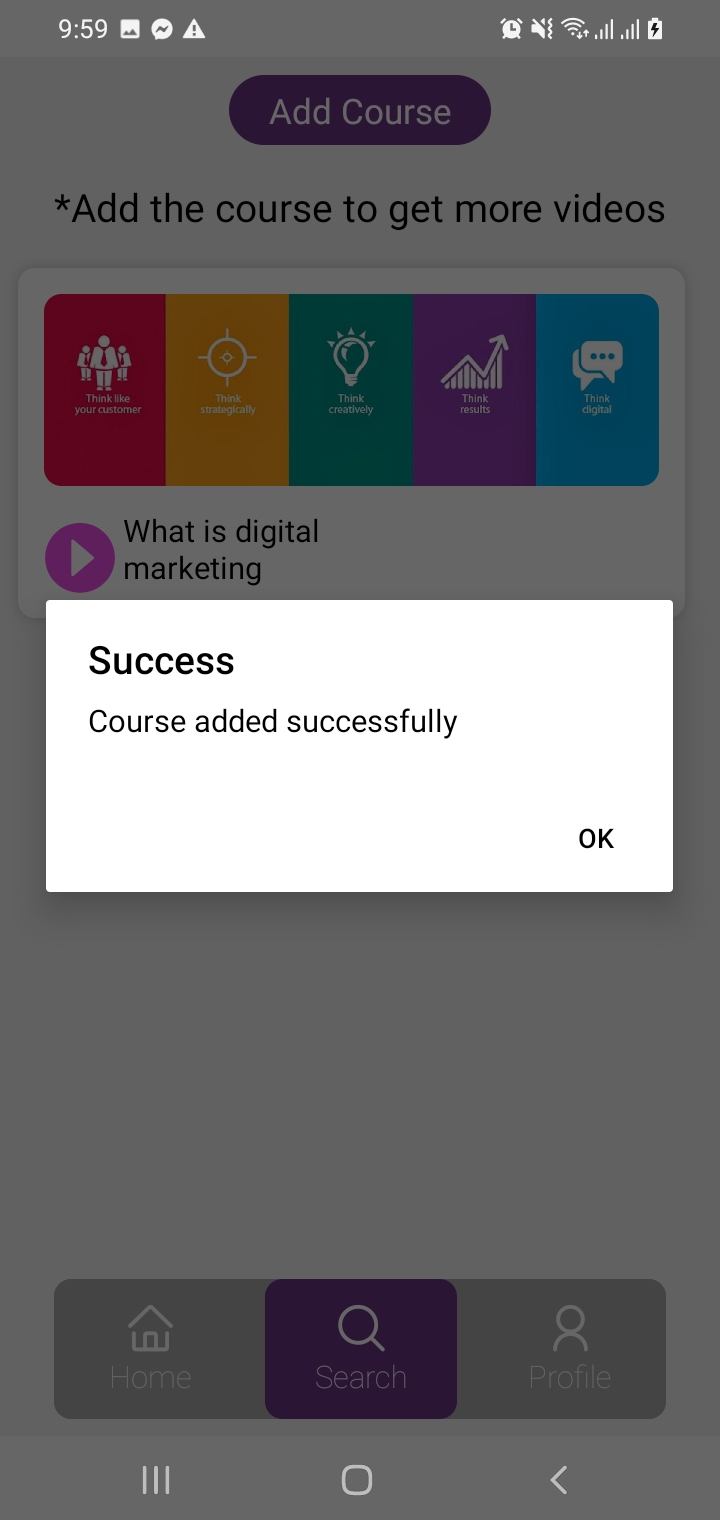 9:59
Add Course
*Add the course to get more videos
Think like
your customer
Think
strategically
Think
creatively
Think
results
Think
digital
What is digital
marketing
Success
Course added successfully
OK
Home
Search
Profile